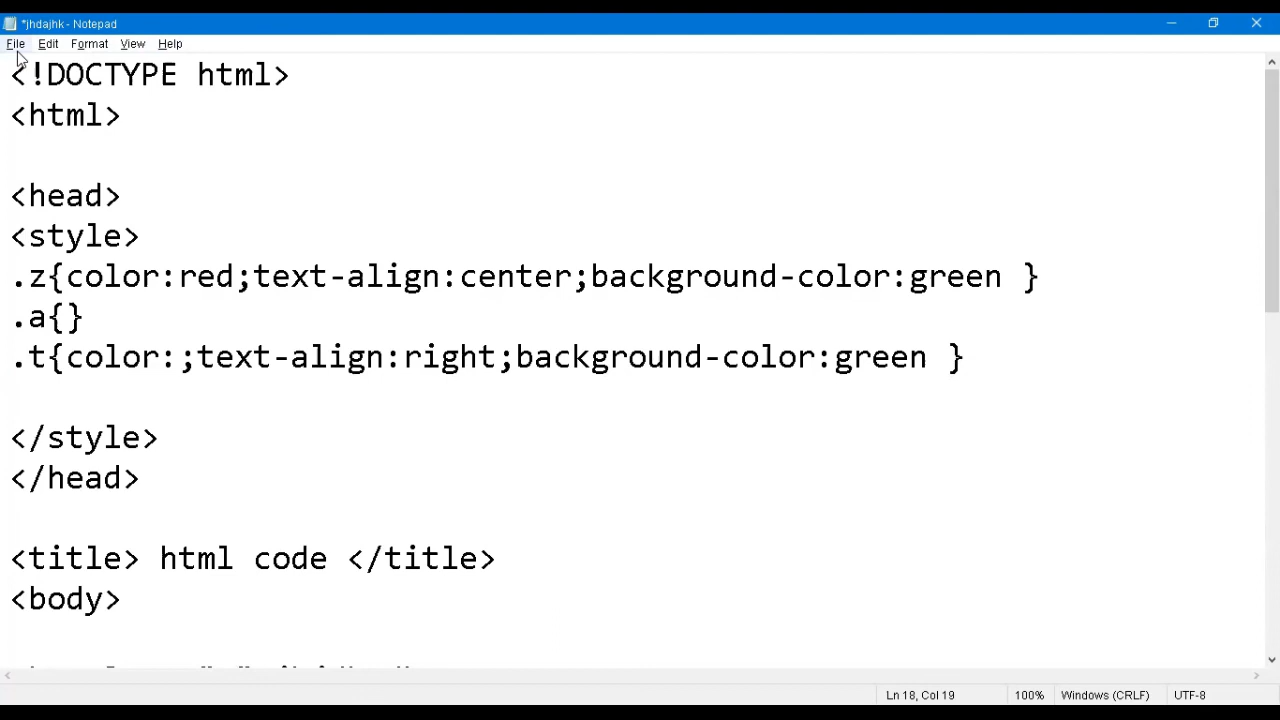 *jhdajhk - Notepad
File Edit Format View Help
<!DOCTYPE html>
<html>
<head>
<style>
.z{color:red;text-align:center;background-color:green }
.a{}
.t{color:;text-align:right;background-color:green }
</style>
</head>
<title> html code </title>
<body>
Ln 18, Col 19 100% Windows (CRLF) UTF-8